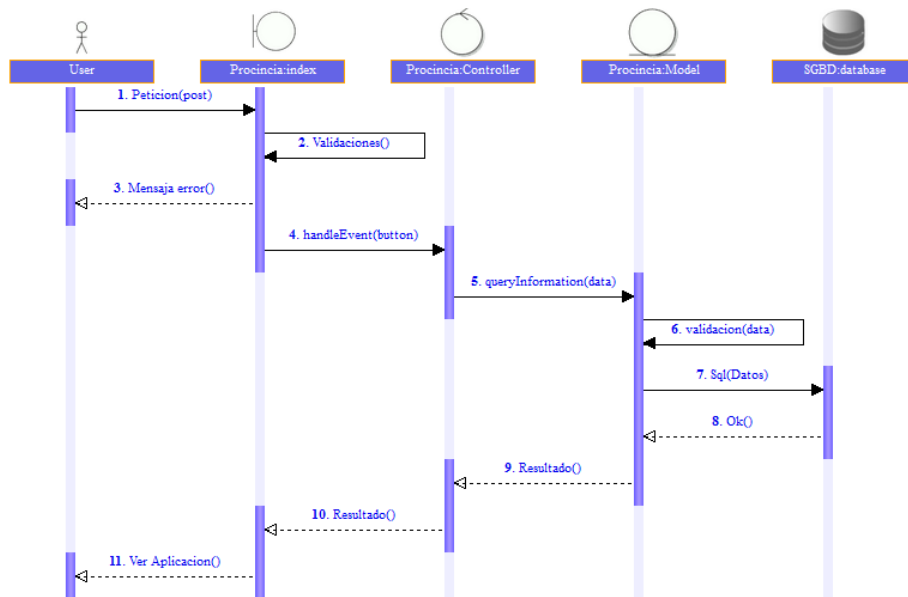 User
Procincia:index
Procincia:Controller
Procincia:Model
SGBD:database
1. Peticion(post)
2. Validaciones()
3. Mensaja error()
4. handleEvent(button)
5. queryInformation(data)
6. validacion(data)
7. Sql(Datos)
8. Ok()
9. Resultado()
10. Resultado()
11. Ver Aplicacion()